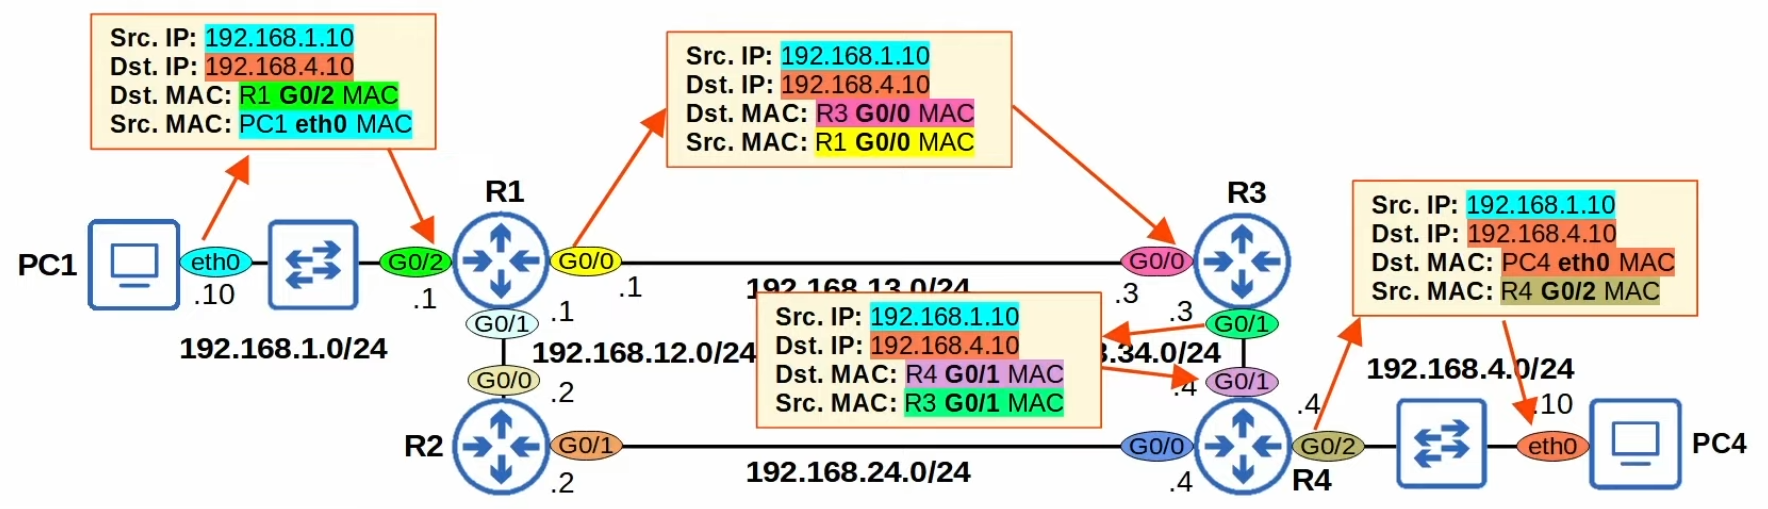 Src. IP: 192.168.1.10
Dst. IP: 192.168.4.10
Dst. MAC: R1 G0/2 MAC
Src. MAC: PC1 eth0 MAC
Src. IP: 192.168.1.10
Dst. IP: 192.168.4.10
Dst. MAC: R3 G0/0 MAC
Src. MAC: R1 G0/0 MAC
R1
R3
Src. IP: 192.168.1.10
Dst. IP: 192.168.4.10
Dst. MAC: PC4 eth0 MAC
Src. MAC: R4 G0/2 MAC
PC1
eth0
G0/2
G0/0
G0/0
.10
.1
.1
192.168.13.0/24
.3
.1
.3
G0/1
G0/1
Src. IP: 192.168.1.10
Dst. IP: 192.168.4.10
Dst. MAC: R4 G0/1 MAC
Src. MAC: R3 G0/1 MAC
192.168.1.0/24
192.168.12.0/24
.34.0/24
192.168.4.0/24
G0/0
.2
.4
G0/1
.4
.10
R2
G0/1
G0/0
G0/2
eth0
PC4
192.168.24.0/24
.2
.4
R4